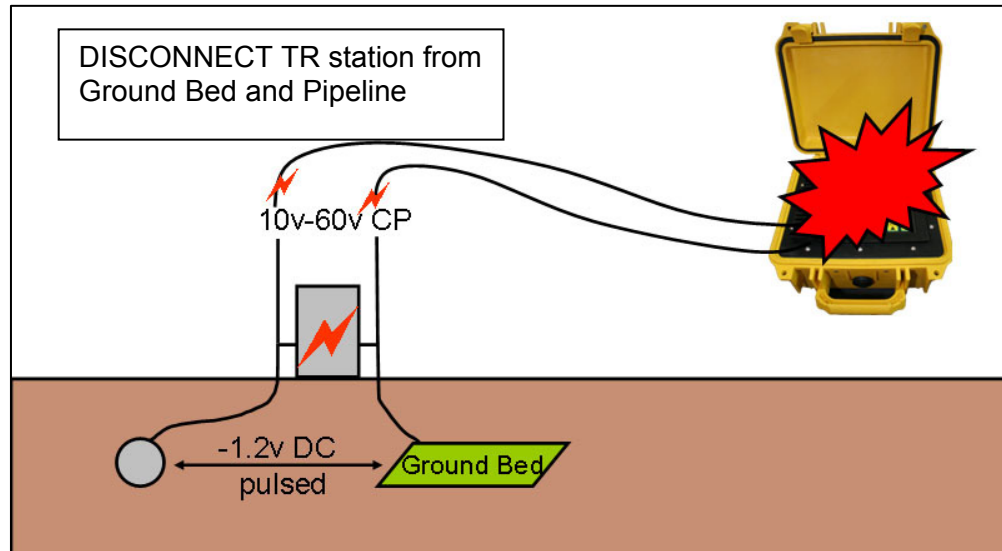 DISCONNECT TR station from
Ground Bed and Pipeline
10v-60v CP
-1.2v DC
pulsed
Ground Bed